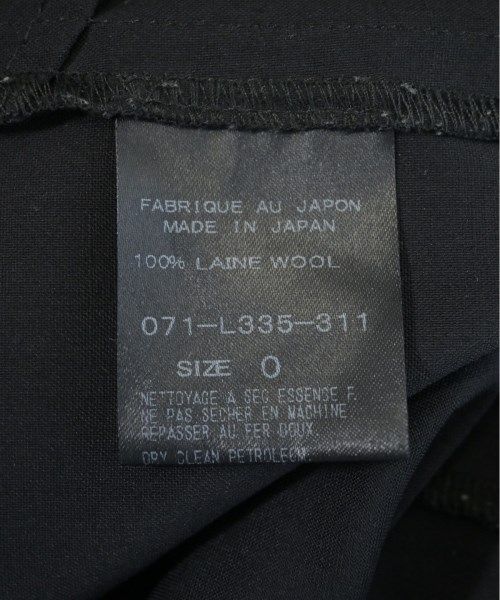 FABRIQUE AU JAPON
MADE IN JAPAN
100% LAINE WOOL
071-L335-311
SIZE 0
NETTOYAGE A SEC ESSENCE F.
NE PAS SECHER EN MACHINE
REPASSER AU FER DOUX.
DRY CLEAN PETROLEUM.